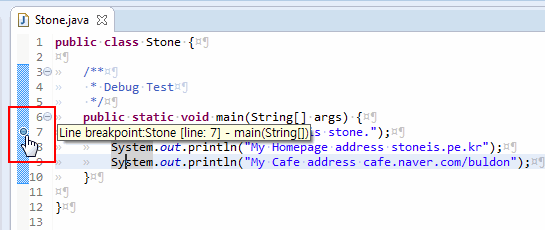 Stone.java
1 public class Stone {
2
3 /**
4 * Debug Test
5 */
6 public static void main(String[] args) {
7 Line breakpoint:Stone [line: 7] - main(String[]) s stone.");
8 System.out.println("My Homepage address stoneis.pe.kr");
9 System.out.println("My Cafe address cafe.naver.com/buldon");
10 }
11
12 }
13